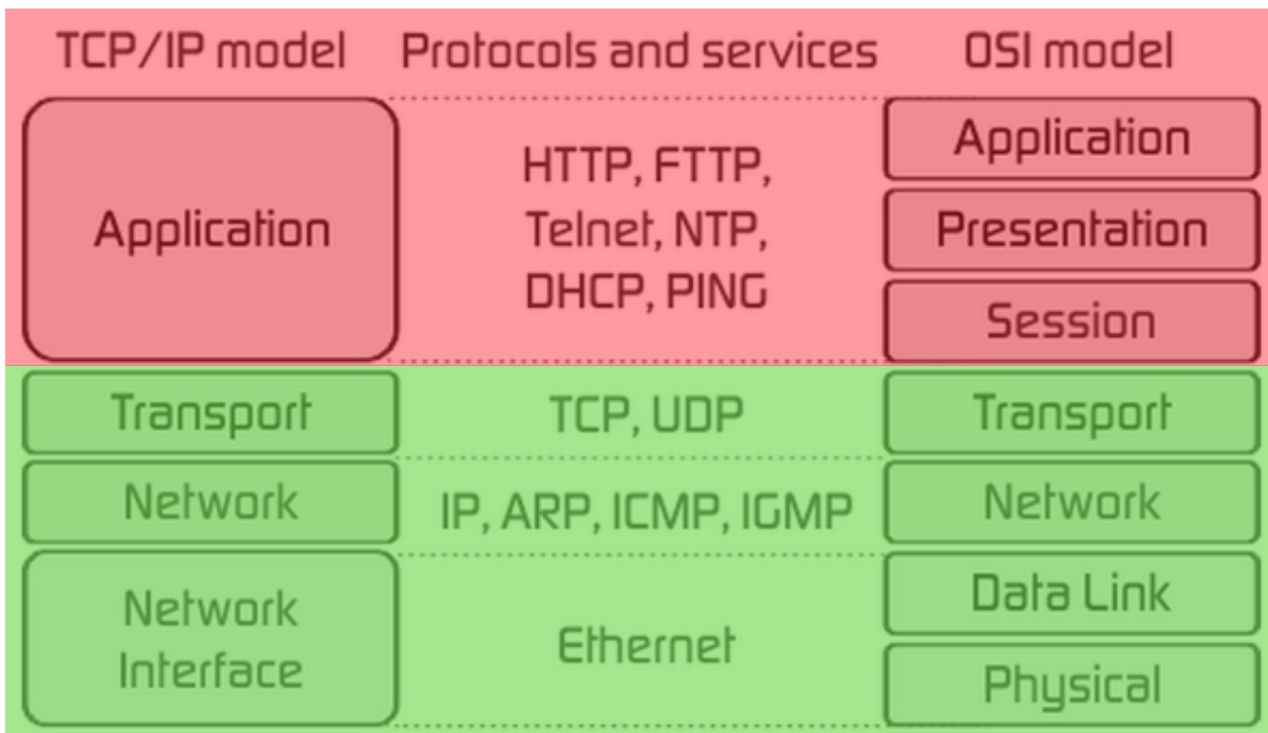 TCP/IP model Protocols and services OSI model
Application
HTTP, FTTP,
Telnet, NTP,
DHCP, PING
Application
Presentation
Session
Transport
TCP, UDP
Transport
Network
IP, ARP, ICMP, IGMP
Network
Network
Interface
Ethernet
Data Link
Physical